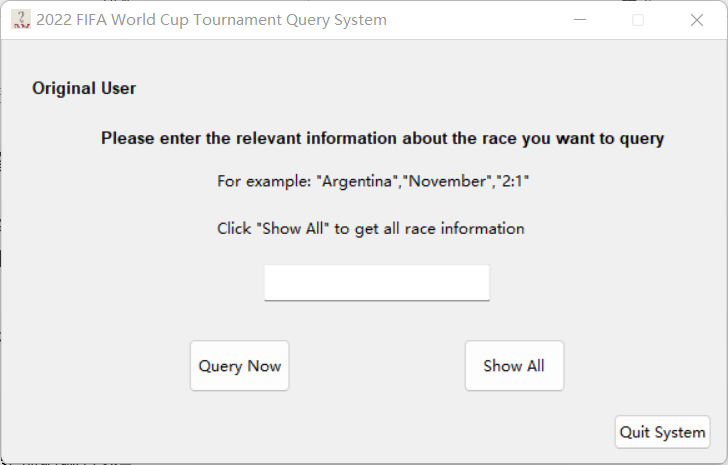 2022 FIFA World Cup Tournament Query System
Original User
Please enter the relevant information about the race you want to query
For example: "Argentina","November","2:1"
Click "Show All" to get all race information
Query Now
Show All
Quit System